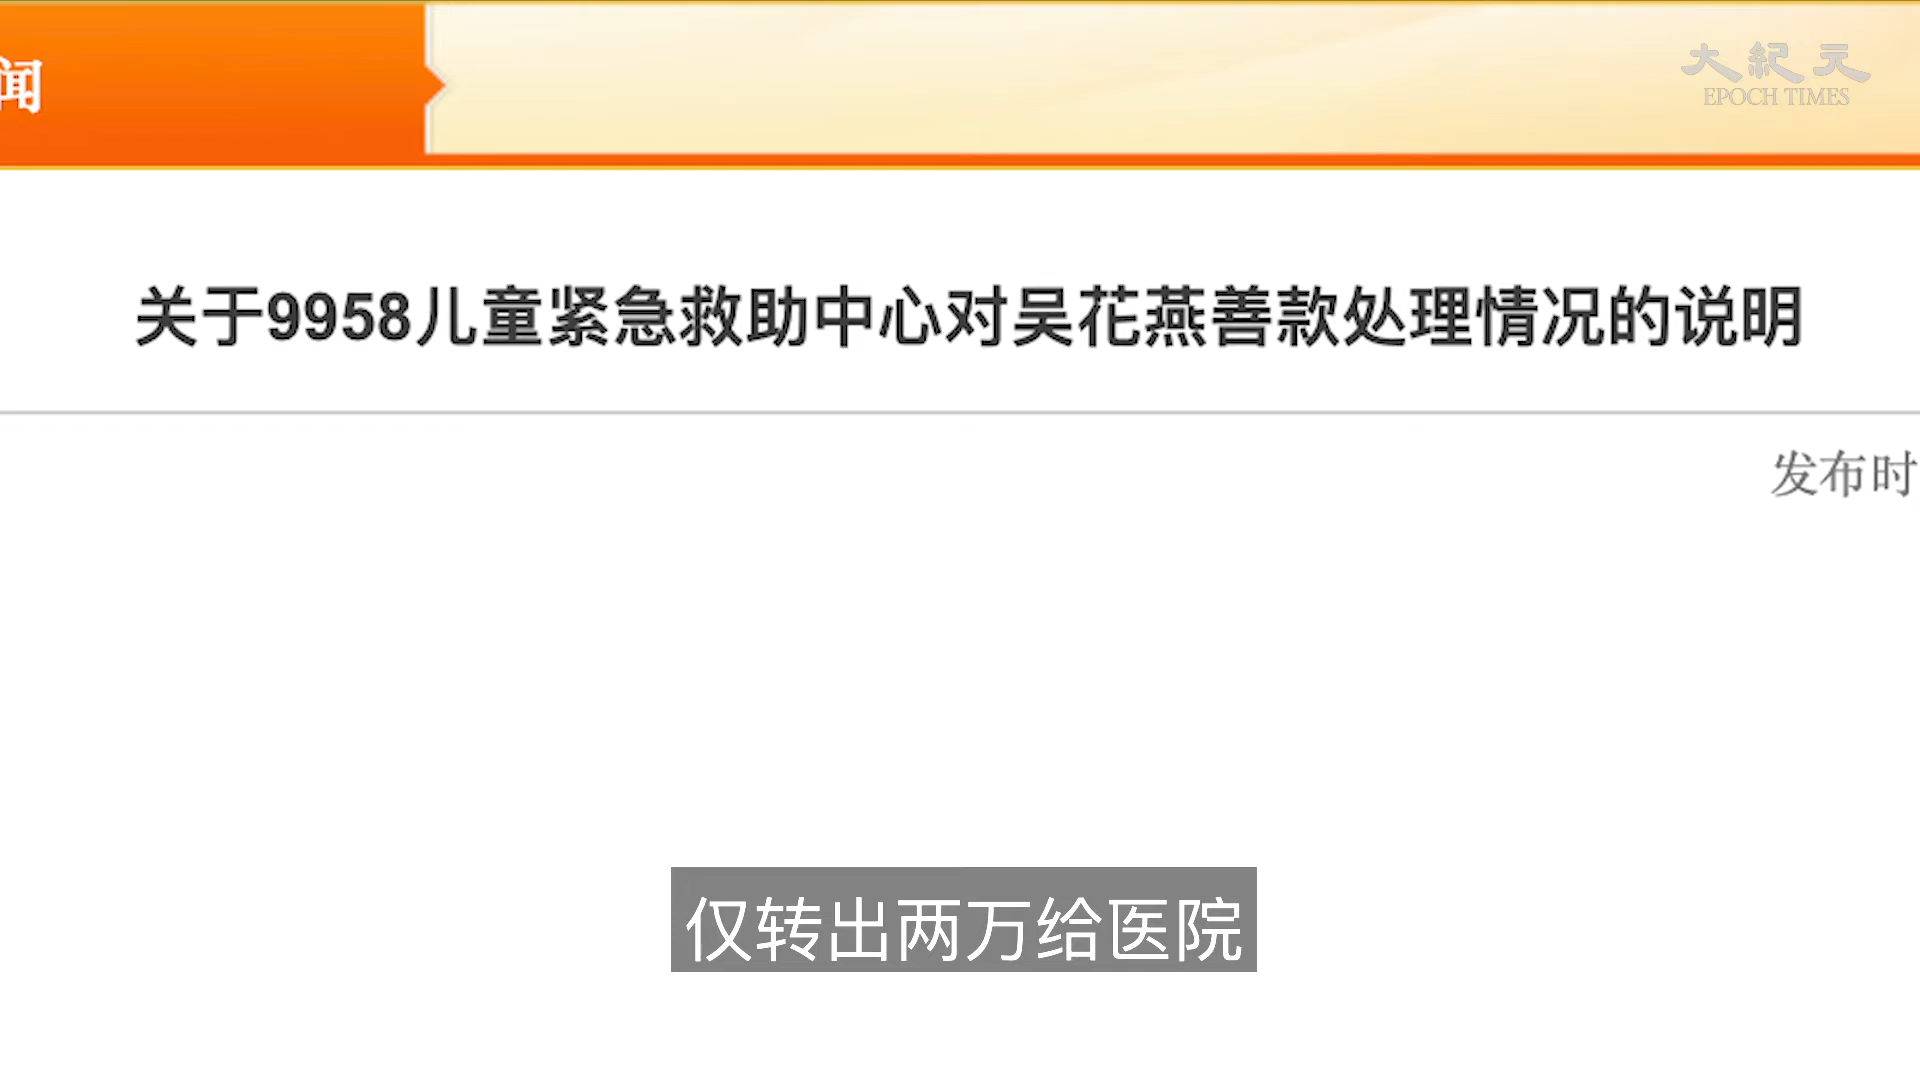 闻
大紀元
EPOCH TIMES
关于9958儿童紧急救助中心对吴花燕善款处理情况的说明
发布时
仅转出两万给医院